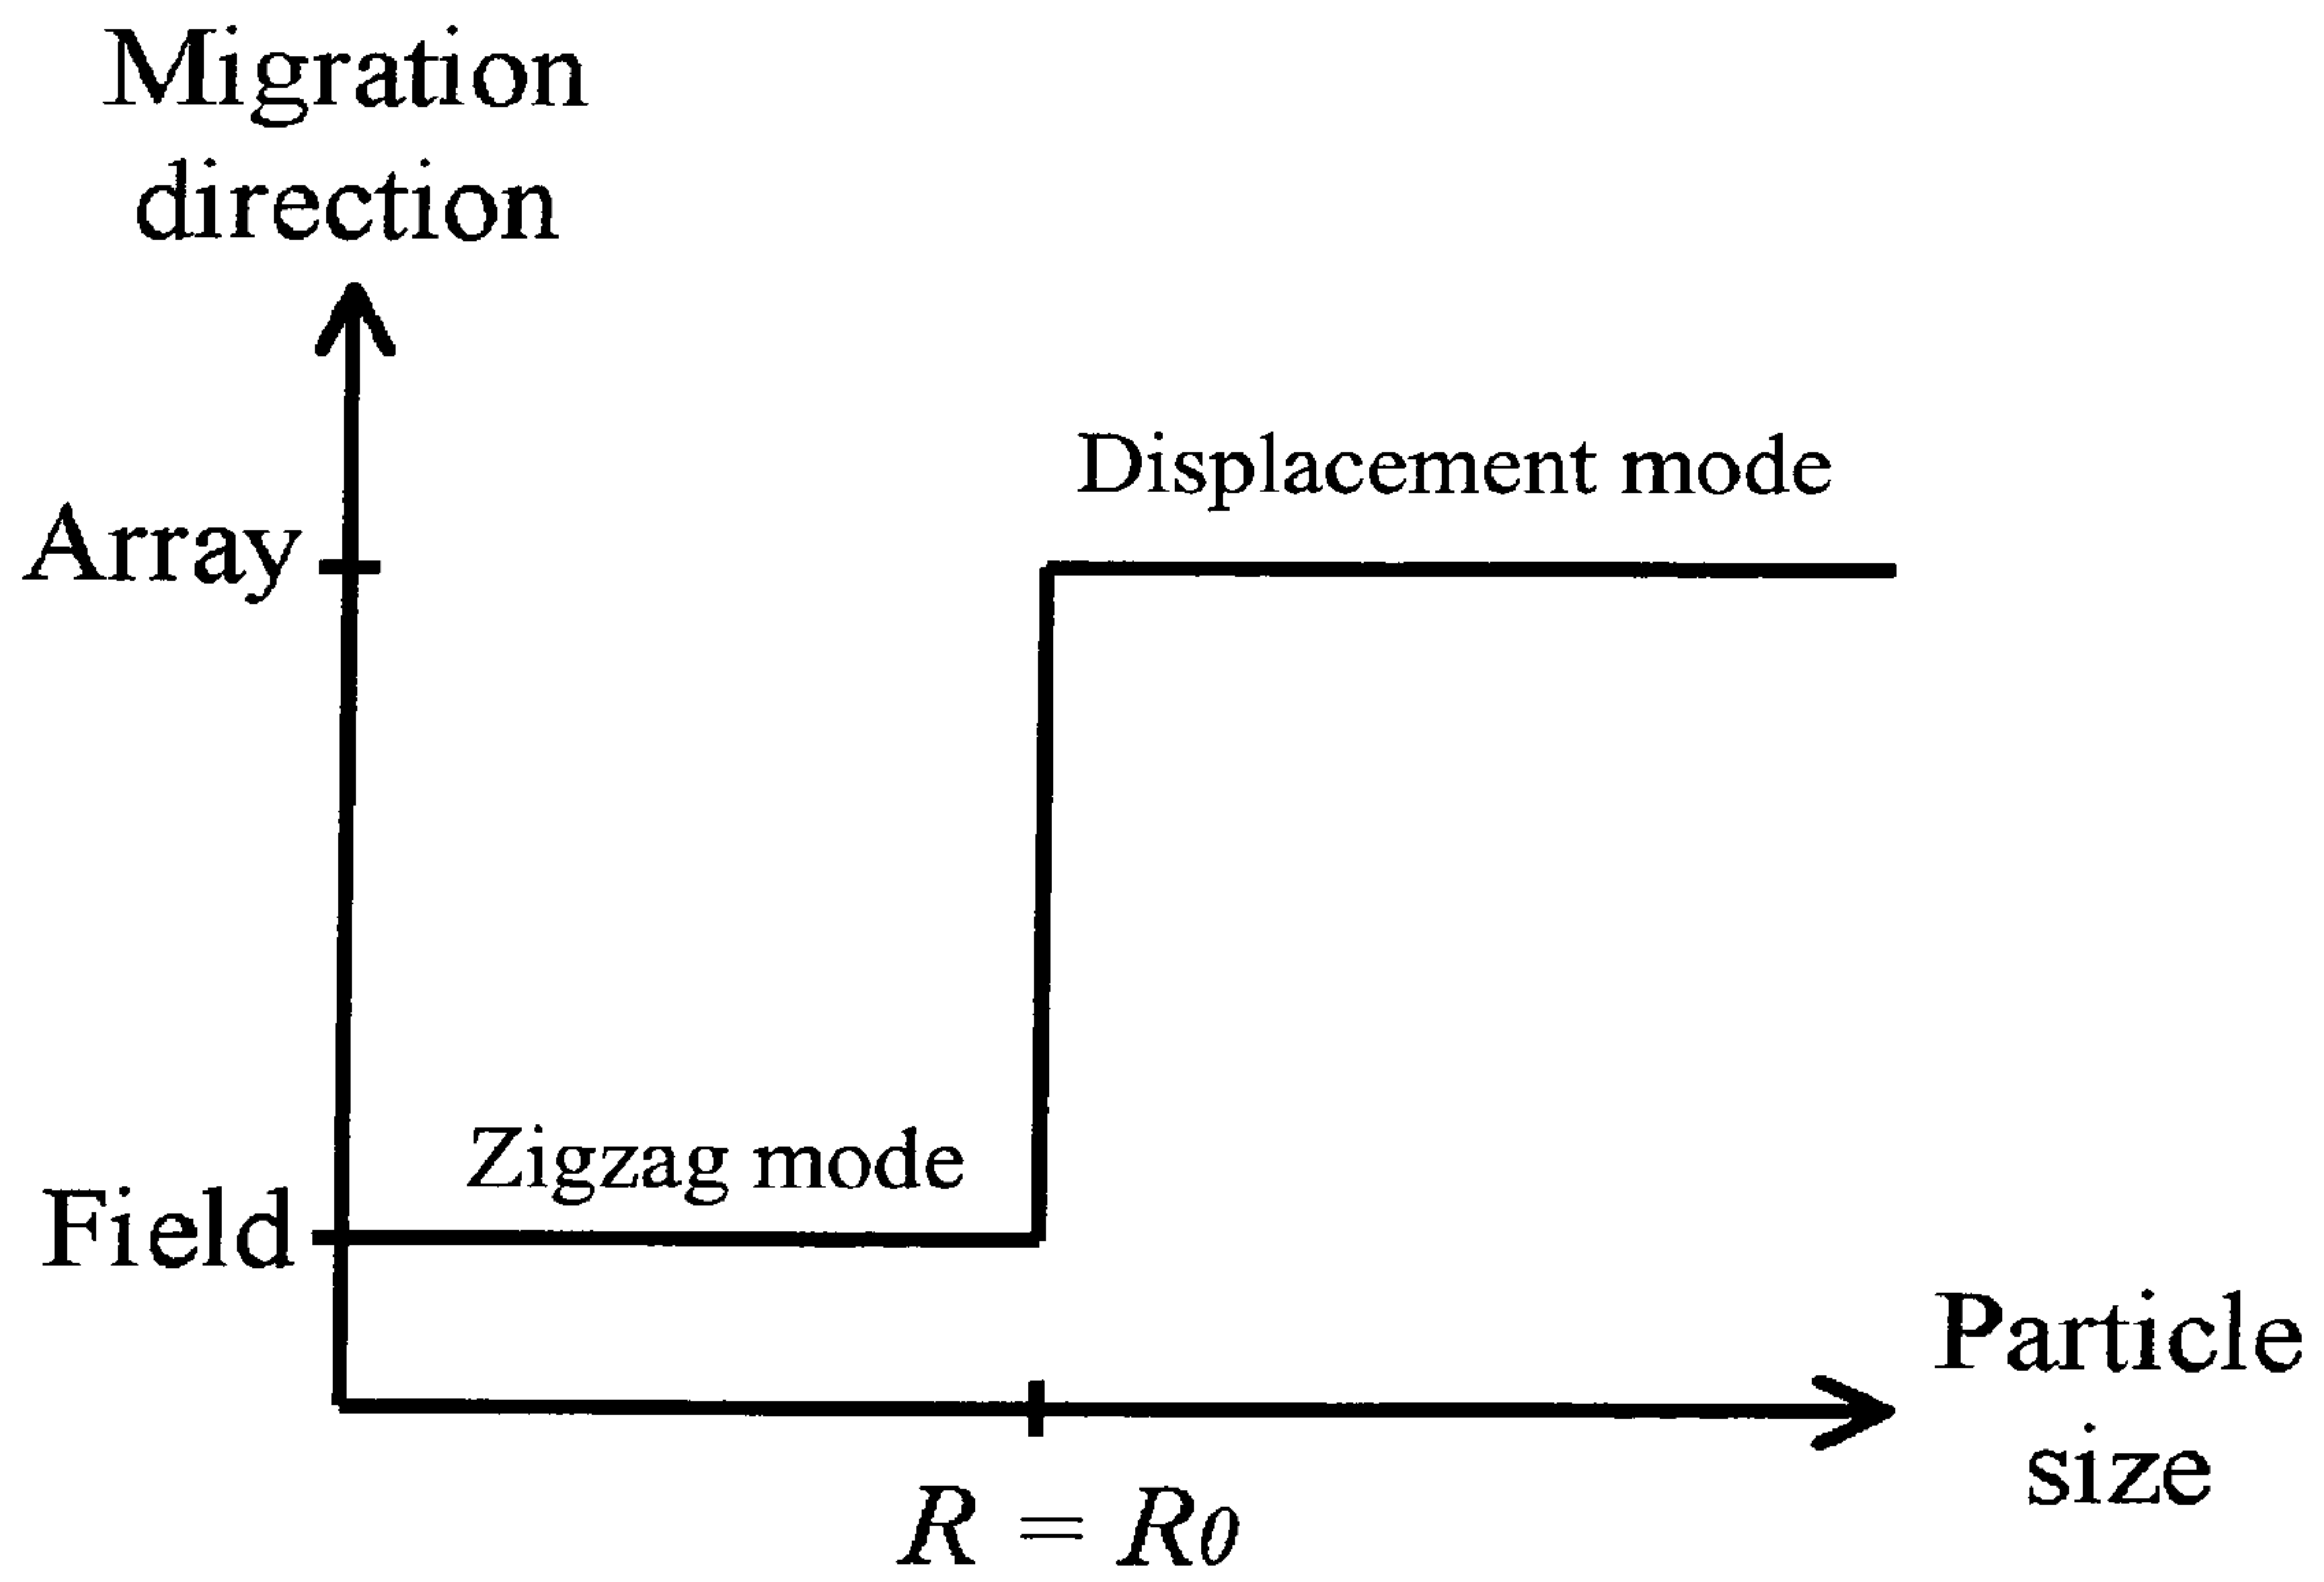 Migration
direction
Array
Displacement mode
Zigzag mode
Field
Particle
size
R = R0